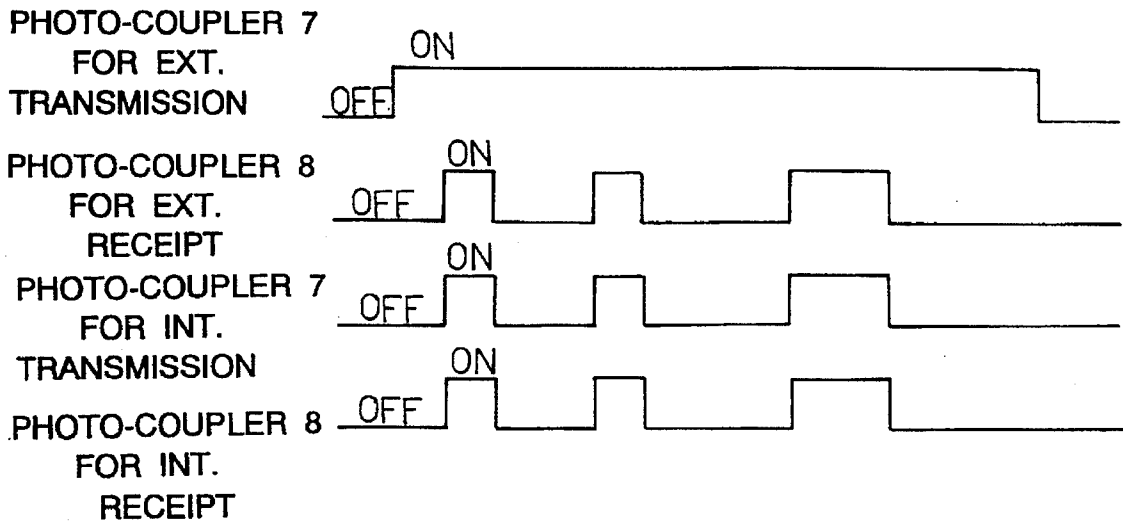 PHOTO-COUPLER 7
FOR EXT.
TRANSMISSION
ON
OFF
PHOTO-COUPLER 8
FOR EXT.
RECEIPT
ON
OFF
PHOTO-COUPLER 7
FOR INT.
TRANSMISSION
ON
OFF
PHOTO-COUPLER 8
FOR INT.
RECEIPT
ON
OFF